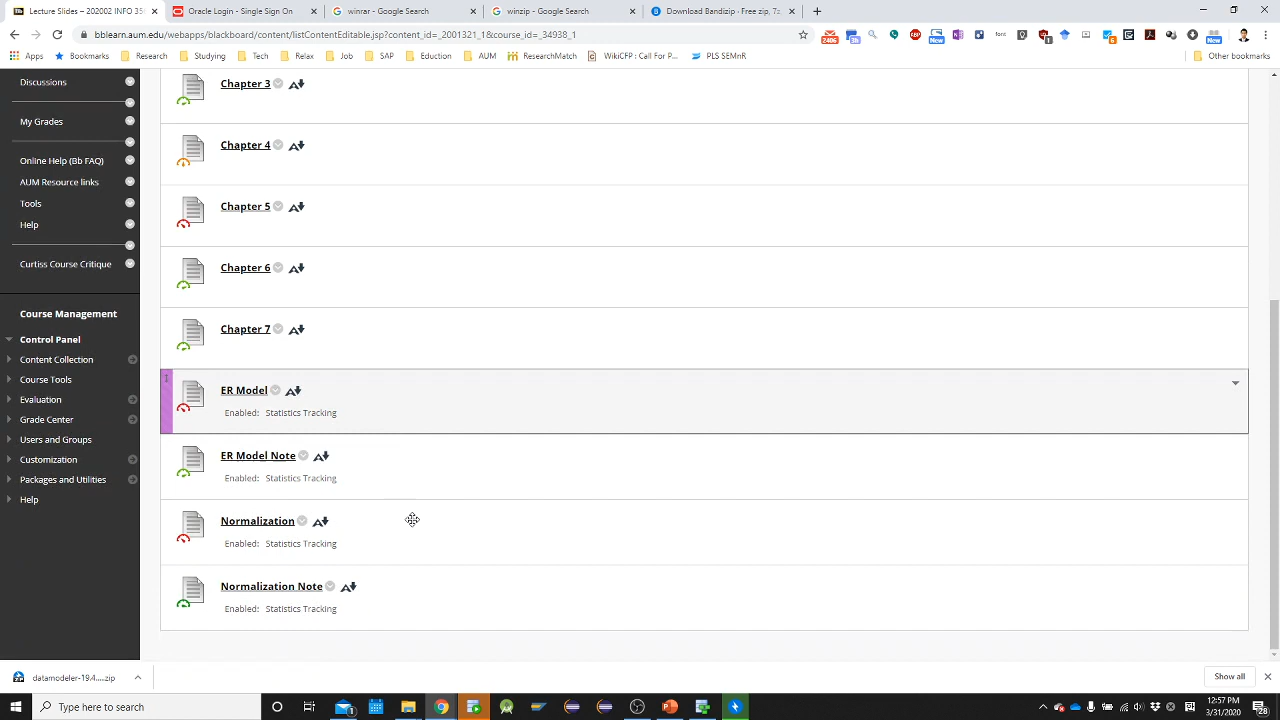 Lecture Slides – 202002 INFO 35
Oracle Login - Single Sign On
winrar - Google Search
winzip - Google Search
Download Bandizip - Free zip, 7z
bblearn.aum.edu/webapps/blackboard/content/listContentEditable.jsp?content_id=_2001321_1&course_id=_34938_1
Apps
Bookmarks
Research
Studying
Tech
Relax
Job
SAP
Eduction
AUM
ResearchMatch
WikiCFP : Call For P...
PLS SEMnR
Other bookmarks
Discussions
My Grades
Online Help (Bb FAQ)
AUM Resource links
Tools
Help
Curtiss Course Critique
Course Management
Control Panel
Content Collection
Course Tools
Evaluation
Grade Center
Users and Groups
Customization
Packages and Utilities
Help
Chapter 3
Chapter 4
Chapter 5
Chapter 6
Chapter 7
ER Model
Enabled: Statistics Tracking
ER Model Note
Enabled: Statistics Tracking
Normalization
Enabled: Statistics Tracking
Normalization Note
Enabled: Statistics Tracking
datamodeler-19.4....zip
Show all
Type here to search
12:57 PM
3/31/2020